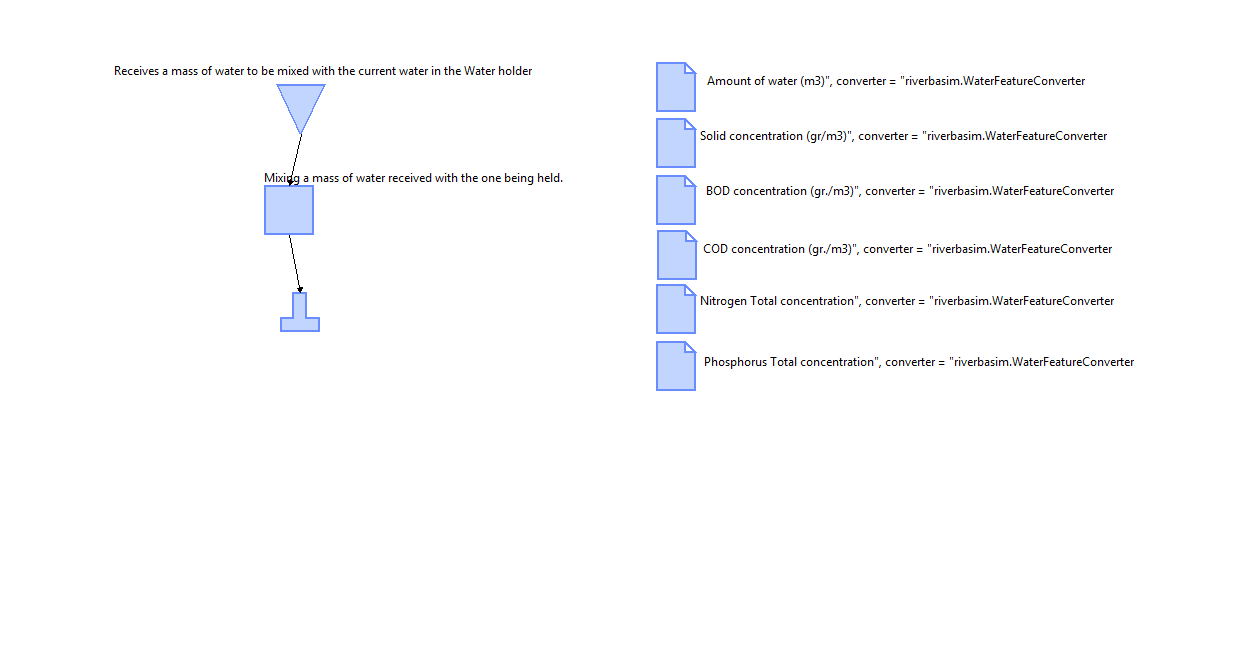 Receives a mass of water to be mixed with the current water in the Water holder
Mixing a mass of water received with the one being held.
Amount of water (m3)", converter = "riverbasim.WaterFeatureConverter
Solid concentration (gr/m3)", converter = "riverbasim.WaterFeatureConverter
BOD concentration (gr./m3)", converter = "riverbasim.WaterFeatureConverter
COD concentration (gr./m3)", converter = "riverbasim.WaterFeatureConverter
Nitrogen Total concentration", converter = "riverbasim.WaterFeatureConverter
Phosphorus Total concentration", converter = "riverbasim.WaterFeatureConverter